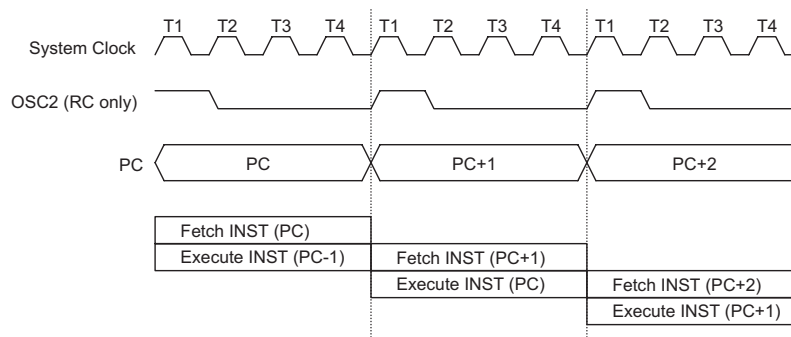 T1 T2 T3 T4 T1 T2 T3 T4 T1 T2 T3 T4
System Clock
OSC2 (RC only)
PC PC PC+1 PC+2
Fetch INST (PC)
Execute INST (PC-1) Fetch INST (PC+1)
Execute INST (PC) Fetch INST (PC+2)
Execute INST (PC+1)